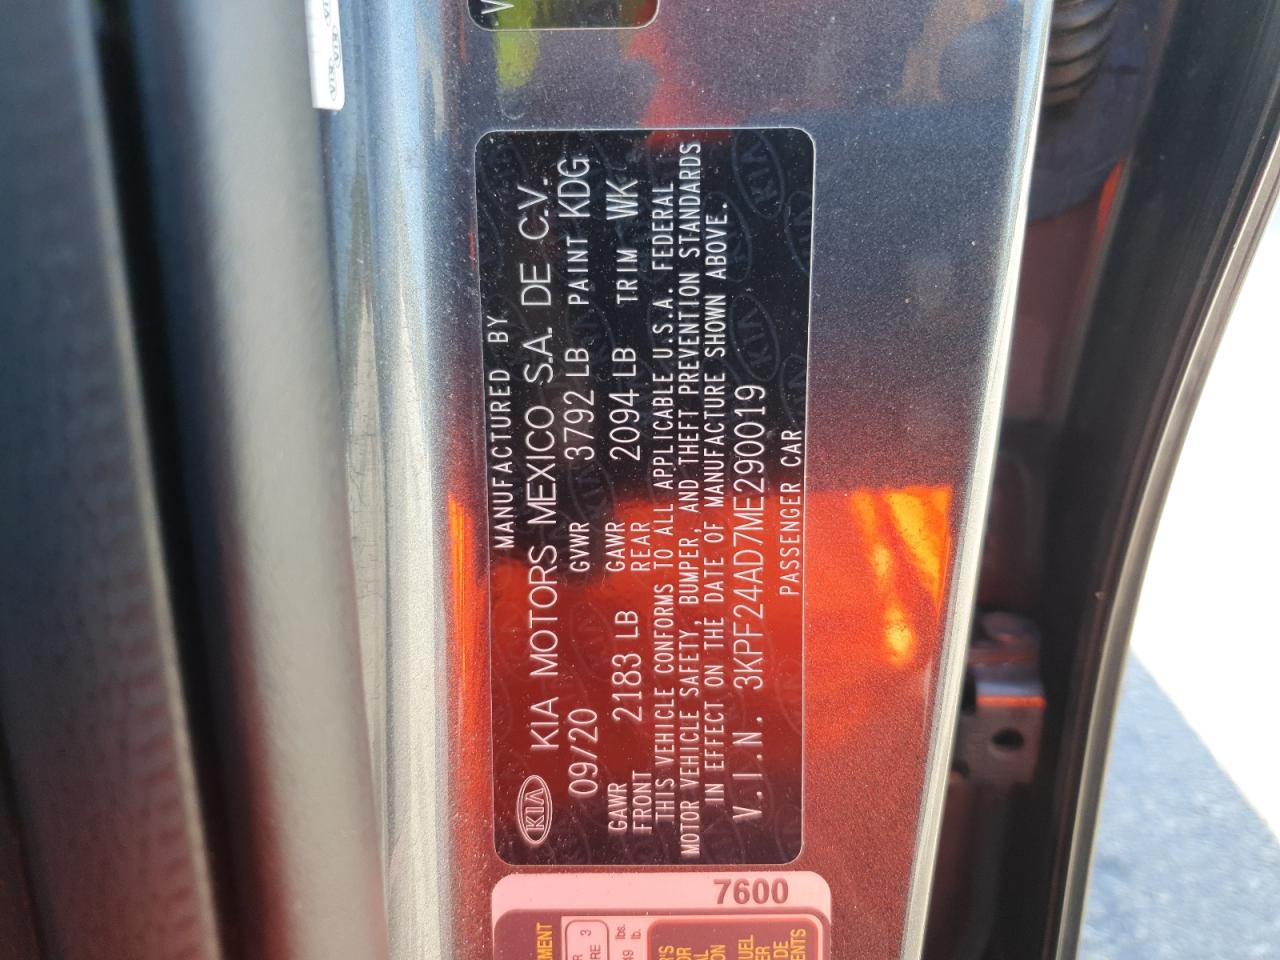 MANUFACTURED BY
KIA KIA MOTORS MEXICO S.A. DE C.V.
09/20 GVWR 3792 LB PAINT KDG
GAWR FRONT 2183 LB GAWR REAR 2094 LB TRIM WK
THIS VEHICLE CONFORMS TO ALL APPLICABLE U.S.A. FEDERAL
MOTOR VEHICLE SAFETY, BUMPER, AND THEFT PREVENTION STANDARDS
IN EFFECT ON THE DATE OF MANUFACTURE SHOWN ABOVE.
V.I.N. 3KPF24AD7ME290019
PASSENGER CAR
7600